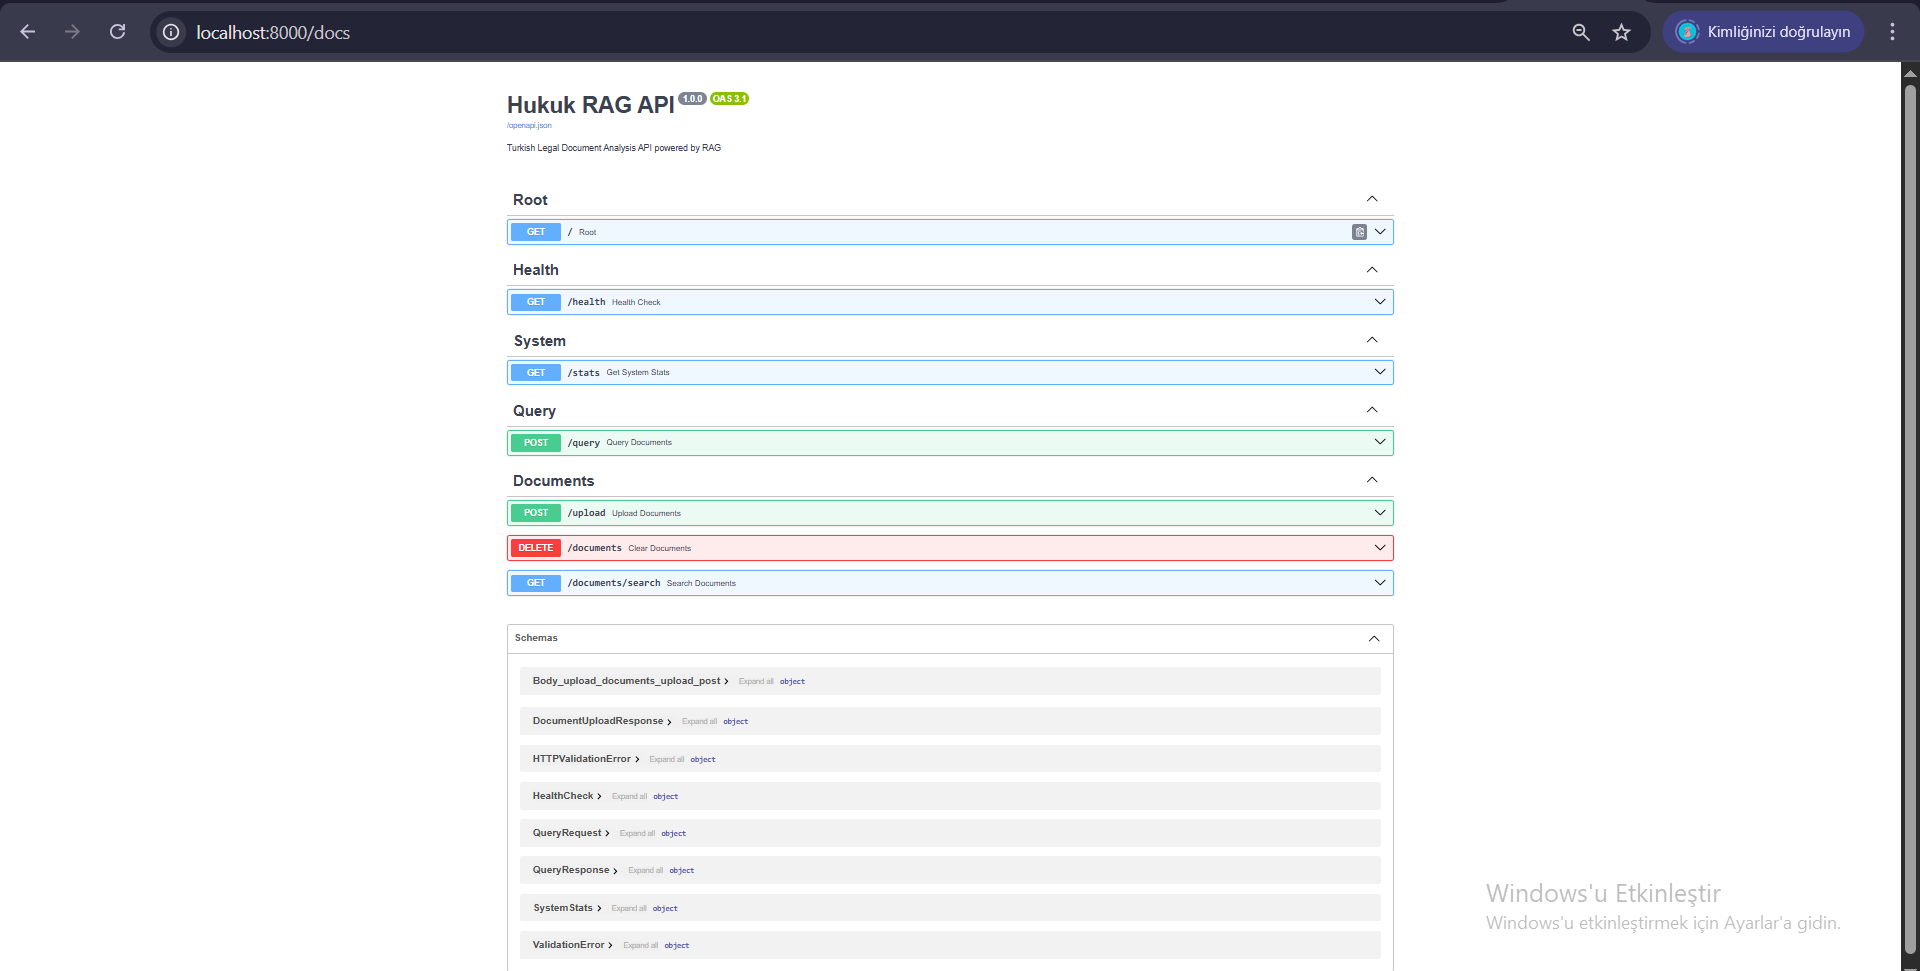 localhost:8000/docs
Kimliğinizi doğrulayın
Hukuk RAG API 1.0.0 OAS 3.1
/openapi.json
Turkish Legal Document Analysis API powered by RAG
Root
GET / Root
Health
GET /health Health Check
System
GET /stats Get System Stats
Query
POST /query Query Documents
Documents
POST /upload Upload Documents
DELETE /documents Clear Documents
GET /documents/search Search Documents
Schemas
Body_upload_documents_upload_post Expand all object
DocumentUploadResponse Expand all object
HTTPValidationError Expand all object
HealthCheck Expand all object
QueryRequest Expand all object
QueryResponse Expand all object
SystemStats Expand all object
ValidationError Expand all object
Windows'u Etkinleştir
Windows'u etkinleştirmek için Ayarlar'a gidin.